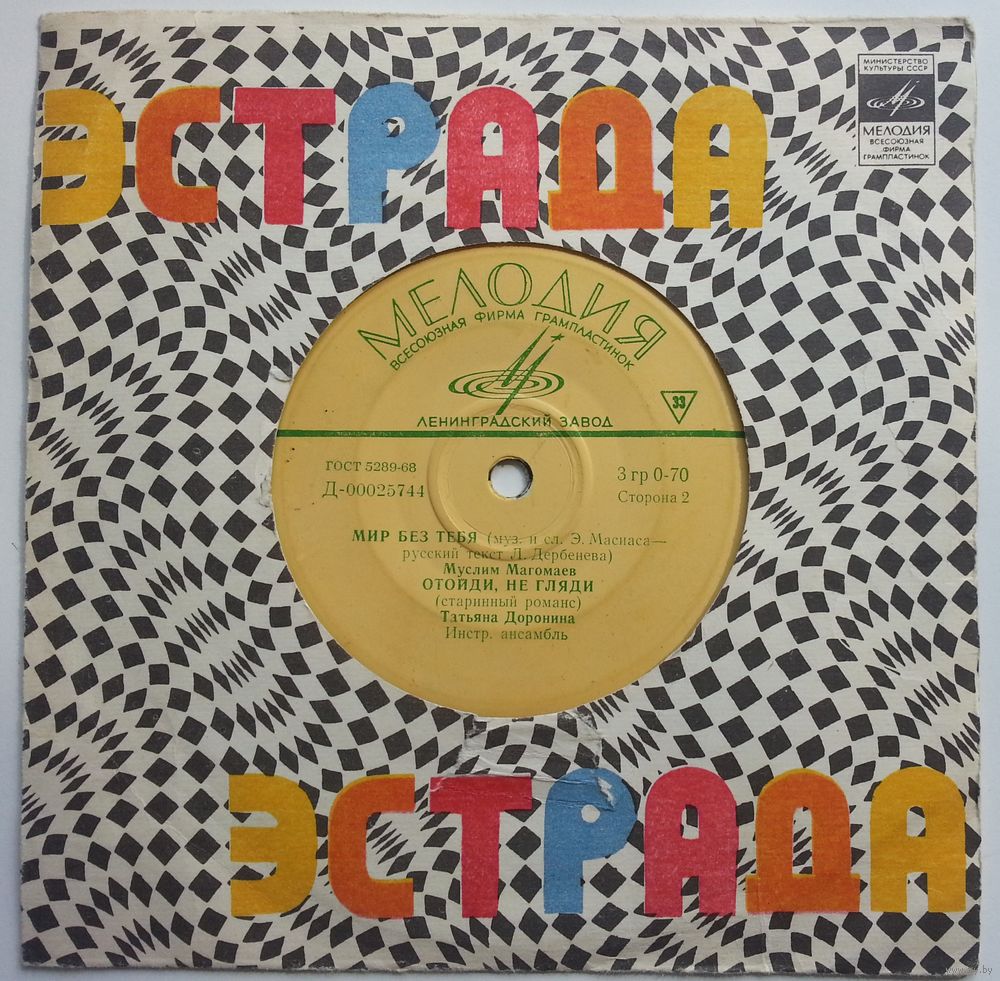 ЭСТРАДА
МИНИСТЕРСТВО
КУЛЬТУРЫ СССР
МЕЛОДИЯ
ВСЕСОЮЗНАЯ
ФИРМА
ГРАМПЛАСТИНОК
МЕЛОДИЯ
ВСЕСОЮЗНАЯ ФИРМА ГРАМПЛАСТИНОК
ЛЕНИНГРАДСКИЙ ЗАВОД
33
ГОСТ 5289-68
Д-00025744
3 гр 0-70
Сторона 2
МИР БЕЗ ТЕБЯ (муз. и сл. Э. Масиаса—
русский текст Л. Дербенева)
Муслим Магомаев
ОТОЙДИ, НЕ ГЛЯДИ
(старинный романс)
Татьяна Доронина
Инстр. ансамбль
ЭСТРАДА